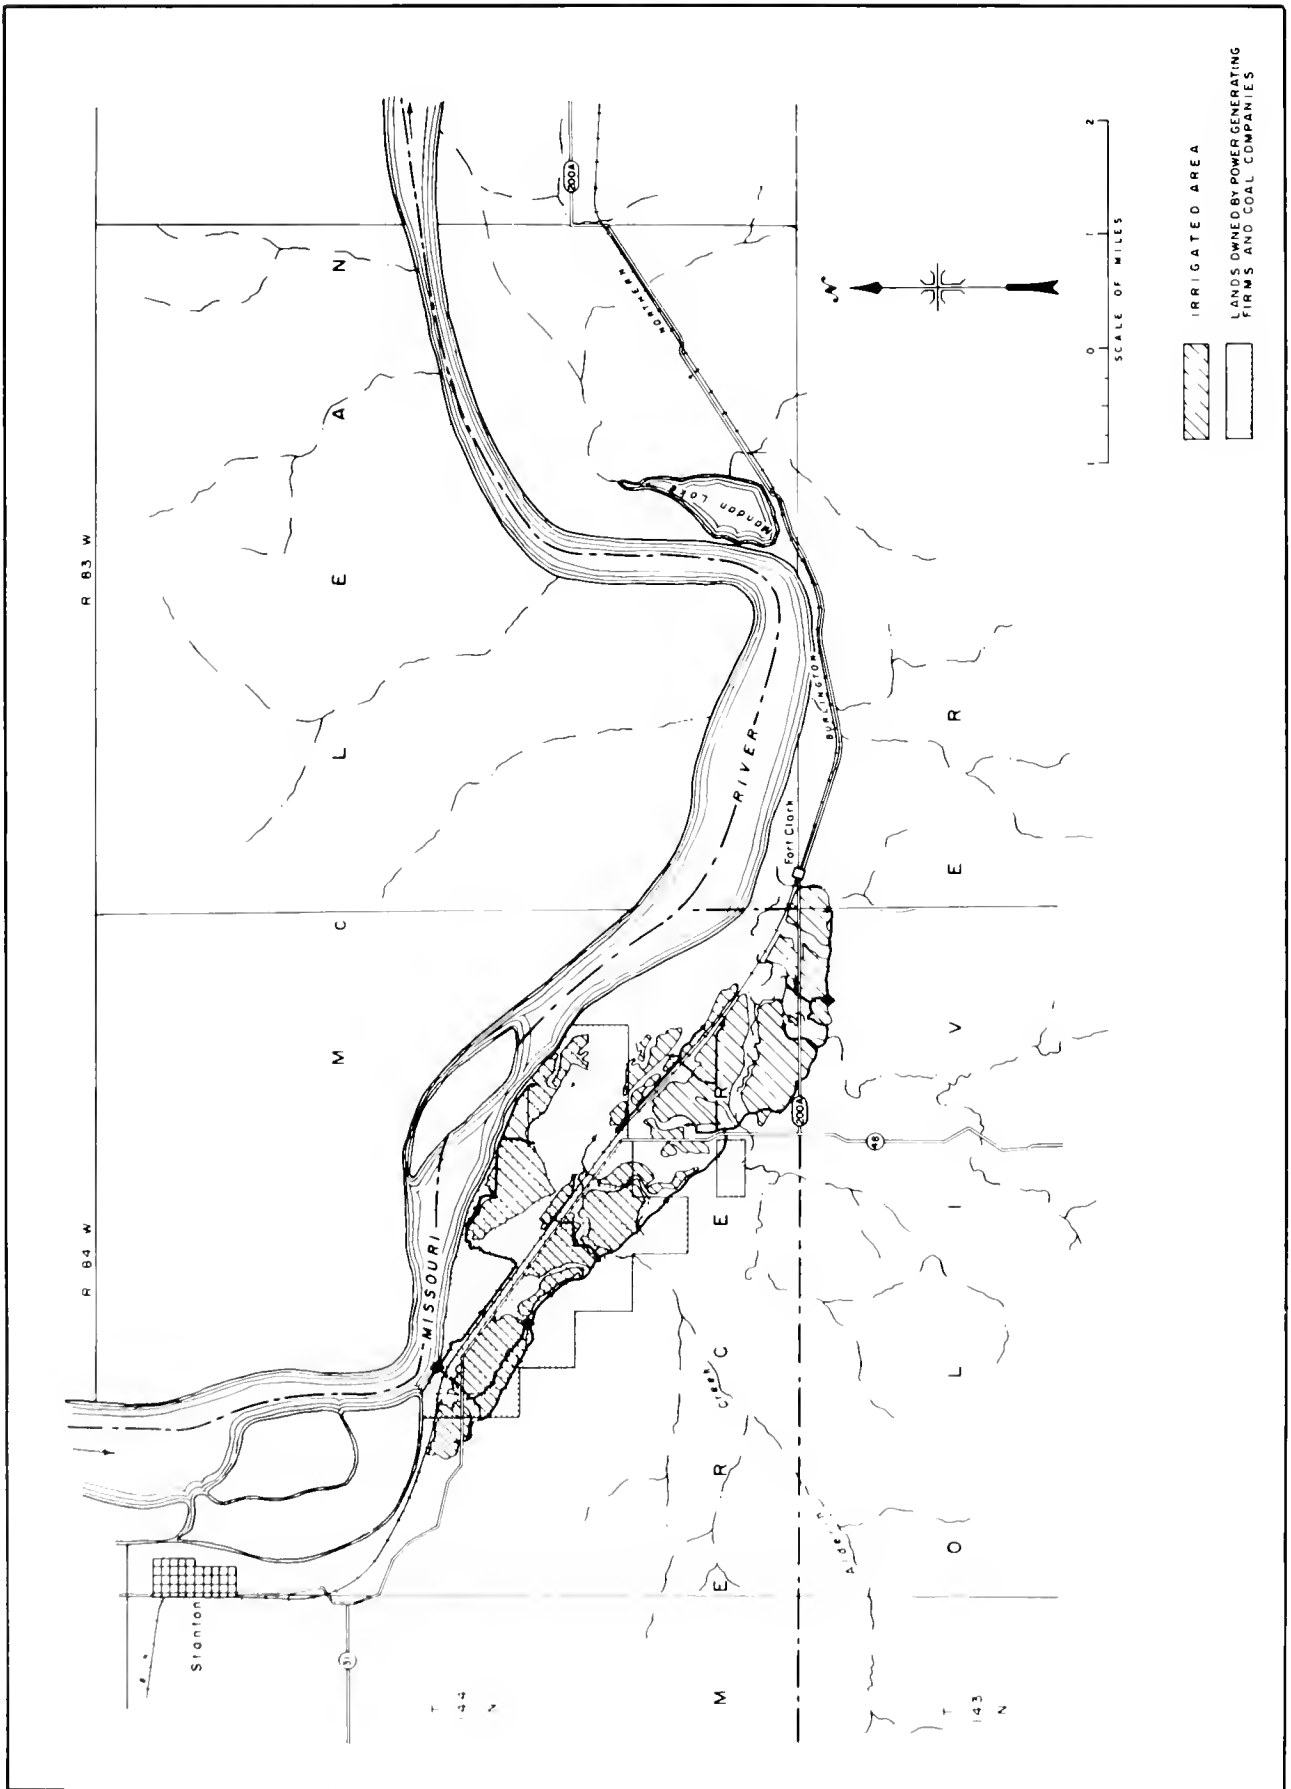 R 84 W
R 83 W
M C L E A N
MISSOURI
RIVER
Stanton
31
T
144
N
200A
NORTHERN
Mandan Lake
BURLINGTON
Fort Clark
200A
48
M E R C E R
Creek
Alder
T
143
N
O L I V E R
N
1 0 1 2
SCALE OF MILES
IRRIGATED AREA
LANDS OWNED BY POWER GENERATING
FIRMS AND COAL COMPANIES